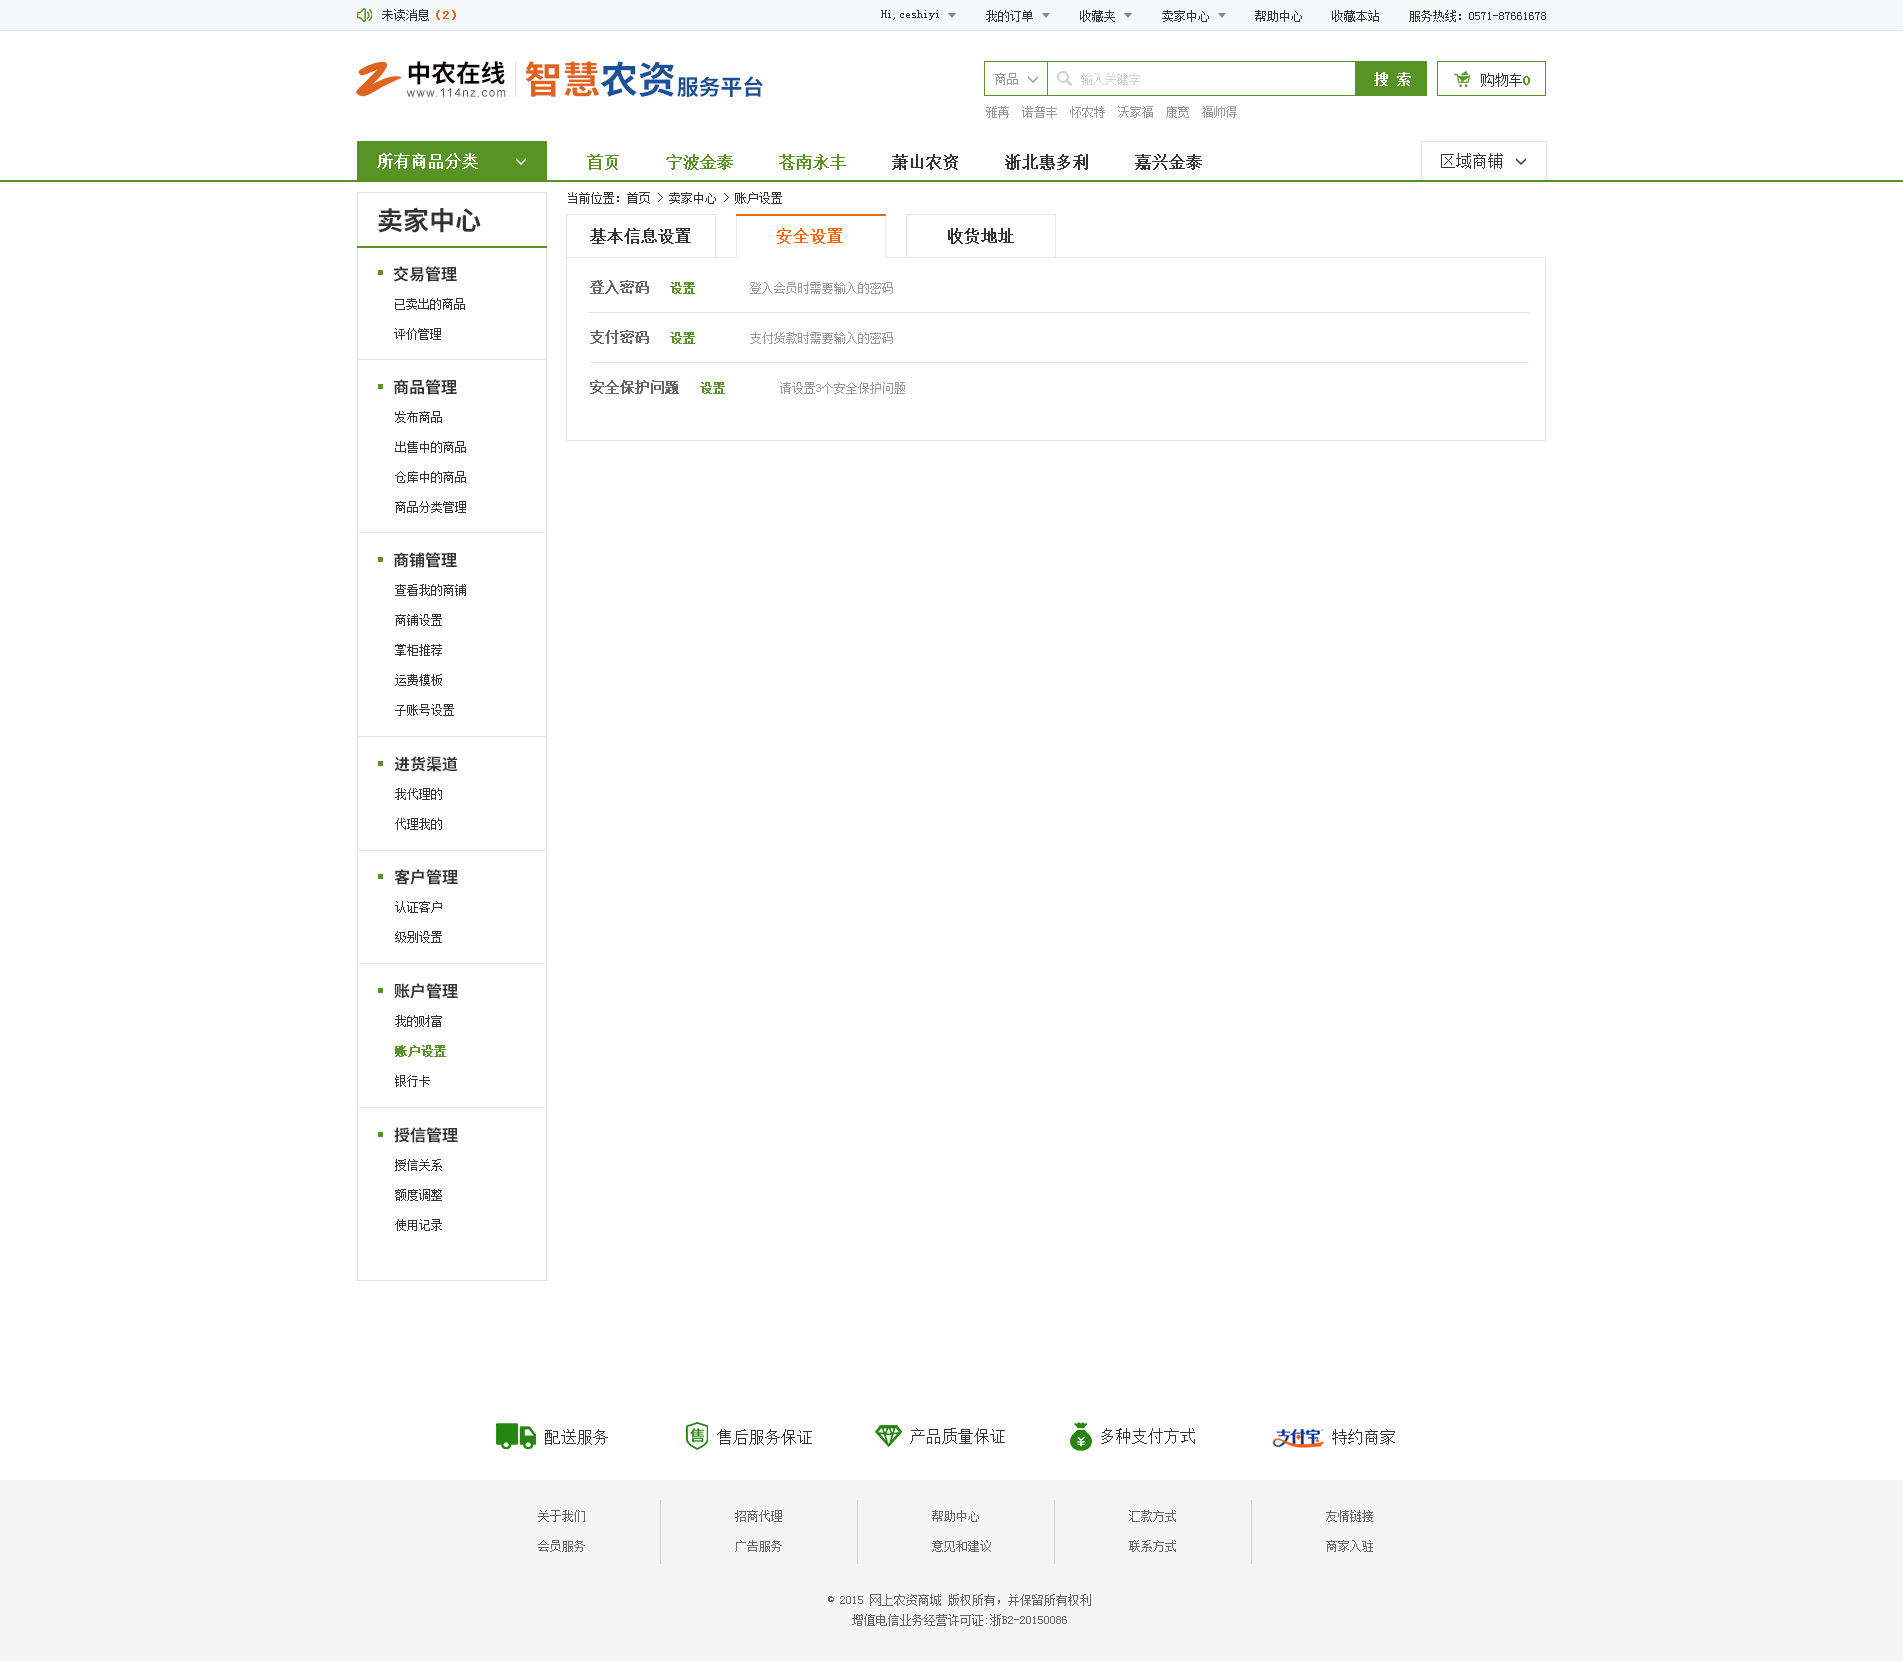 未读消息（2）
Hi,ceshiyi 我的订单 收藏夹 卖家中心 帮助中心 收藏本站 服务热线：0571-87661678
中农在线 智慧农资服务平台
www.114nz.com
商品 输入关键字 搜 索 购物车0
雅苒 诺普丰 怀农特 沃家福 康宽 福帅得
所有商品分类 首页 宁波金泰 苍南永丰 萧山农资 浙北惠多利 嘉兴金泰 区域商铺
当前位置：首页 > 卖家中心 > 账户设置
卖家中心
交易管理
已卖出的商品
评价管理
商品管理
发布商品
出售中的商品
仓库中的商品
商品分类管理
商铺管理
查看我的商铺
商铺设置
掌柜推荐
运费模板
子账号设置
进货渠道
我代理的
代理我的
客户管理
认证客户
级别设置
账户管理
我的财富
账户设置
银行卡
授信管理
授信关系
额度调整
使用记录
基本信息设置 安全设置 收货地址
登入密码 设置 登入会员时需要输入的密码
支付密码 设置 支付货款时需要输入的密码
安全保护问题 设置 请设置3个安全保护问题
配送服务 售 售后服务保证 产品质量保证 ¥ 多种支付方式 支付宝 特约商家
关于我们 招商代理 帮助中心 汇款方式 友情链接
会员服务 广告服务 意见和建议 联系方式 商家入驻
© 2015 网上农资商城 版权所有，并保留所有权利
增值电信业务经营许可证:浙B2-20150086